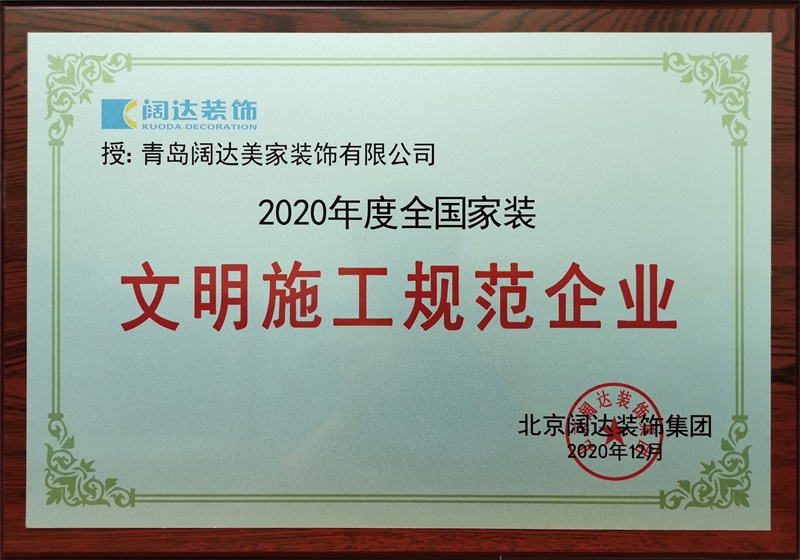 阔达装饰
KUODA DECORATION
授: 青岛阔达美家装饰有限公司
2020年度全国家装
文明施工规范企业
北京阔达装饰集团
2020年12月